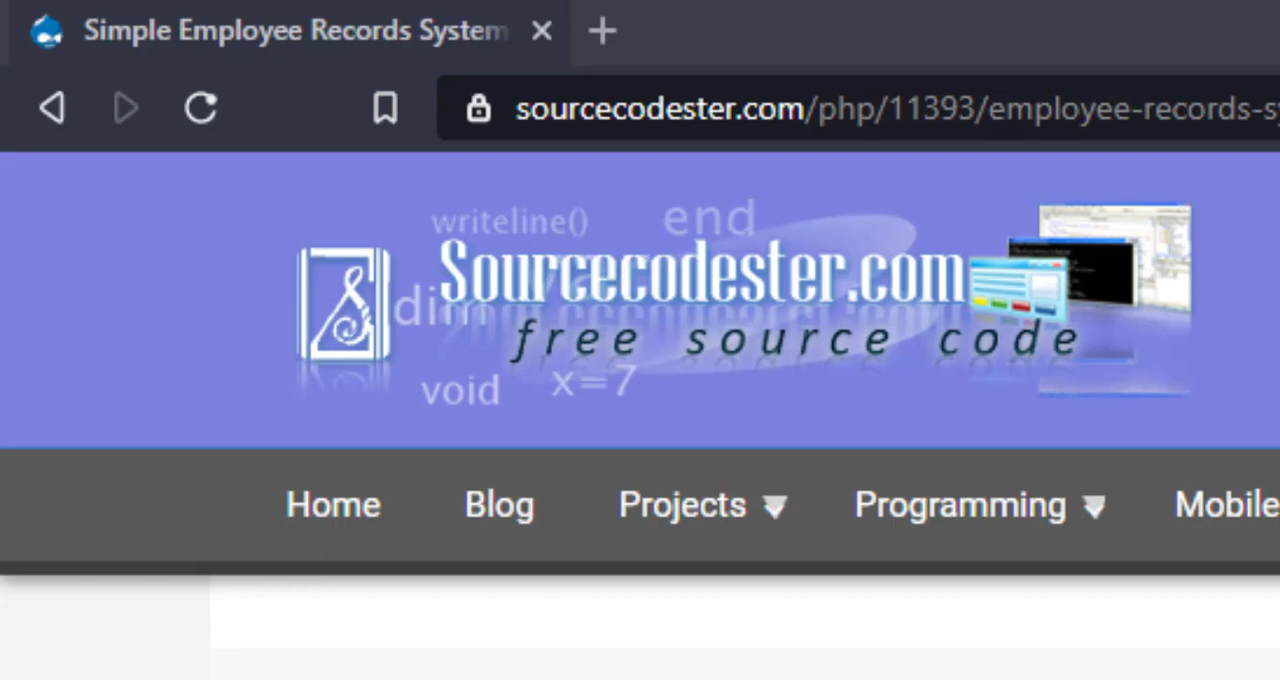 Simple Employee Records System
sourcecodester.com/php/11393/employee-records-s
writeline() end
Sourcecodester.com
dim
free source code
void x=7
Home Blog Projects Programming Mobile